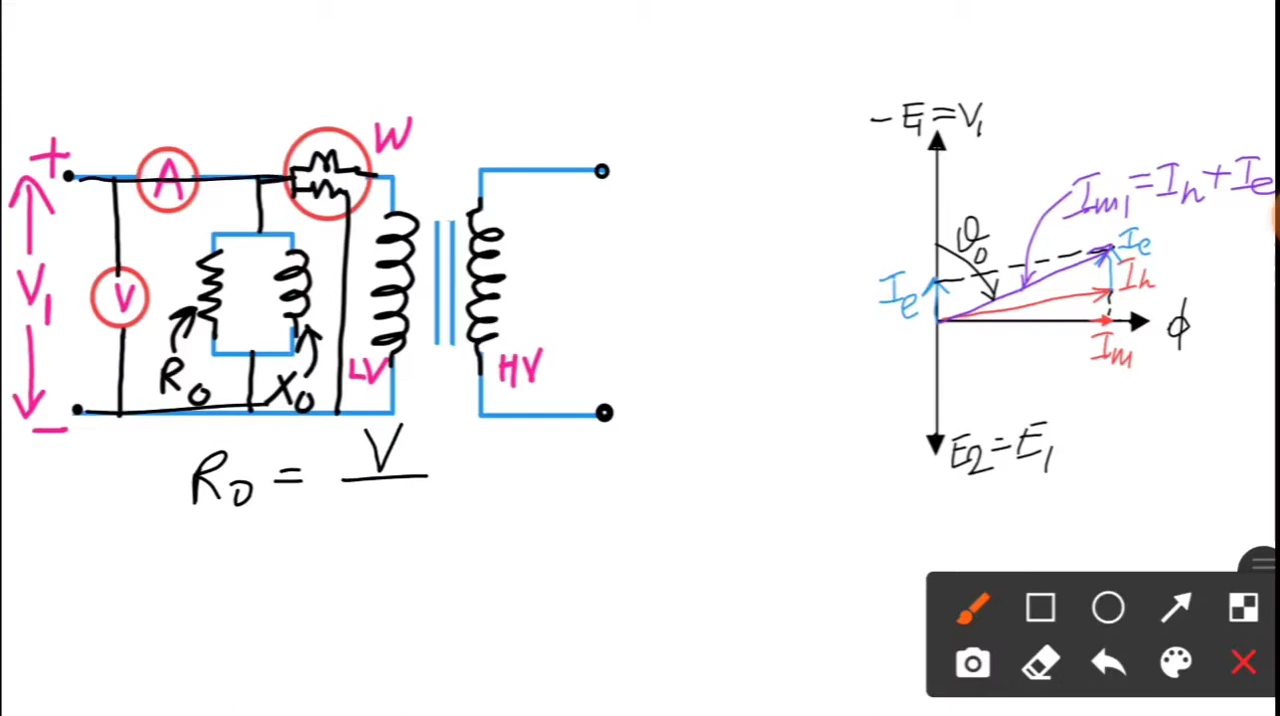 +
A
W
V₁
V
R₀
X₀
LV
HV
−
R₀ = V
− E₁ = V₁
θ₀
Iₘ₁ = Iₕ + Iₑ
Iₑ
Iₑ
Iₕ
ϕ
Iₘ
E₂ = E₁